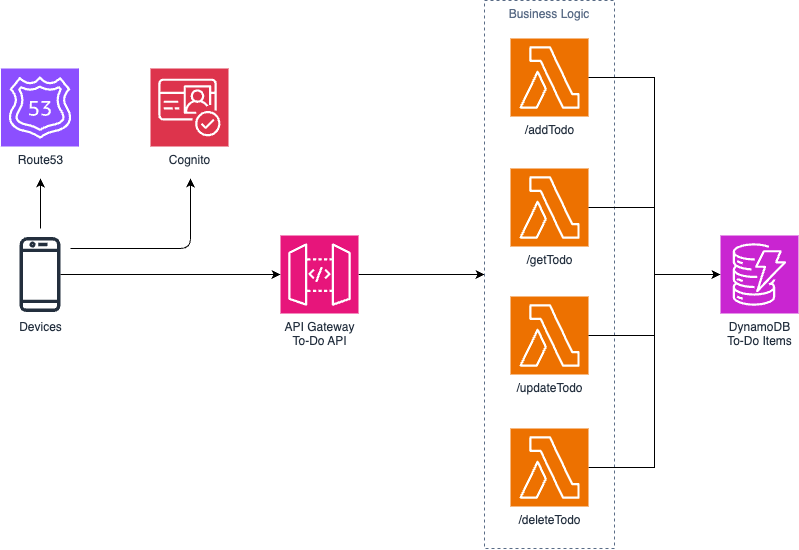 Business Logic
53
Route53
Cognito
/addTodo
/getTodo
Devices
</>
API Gateway
To-Do API
DynamoDB
To-Do Items
/updateTodo
/deleteTodo